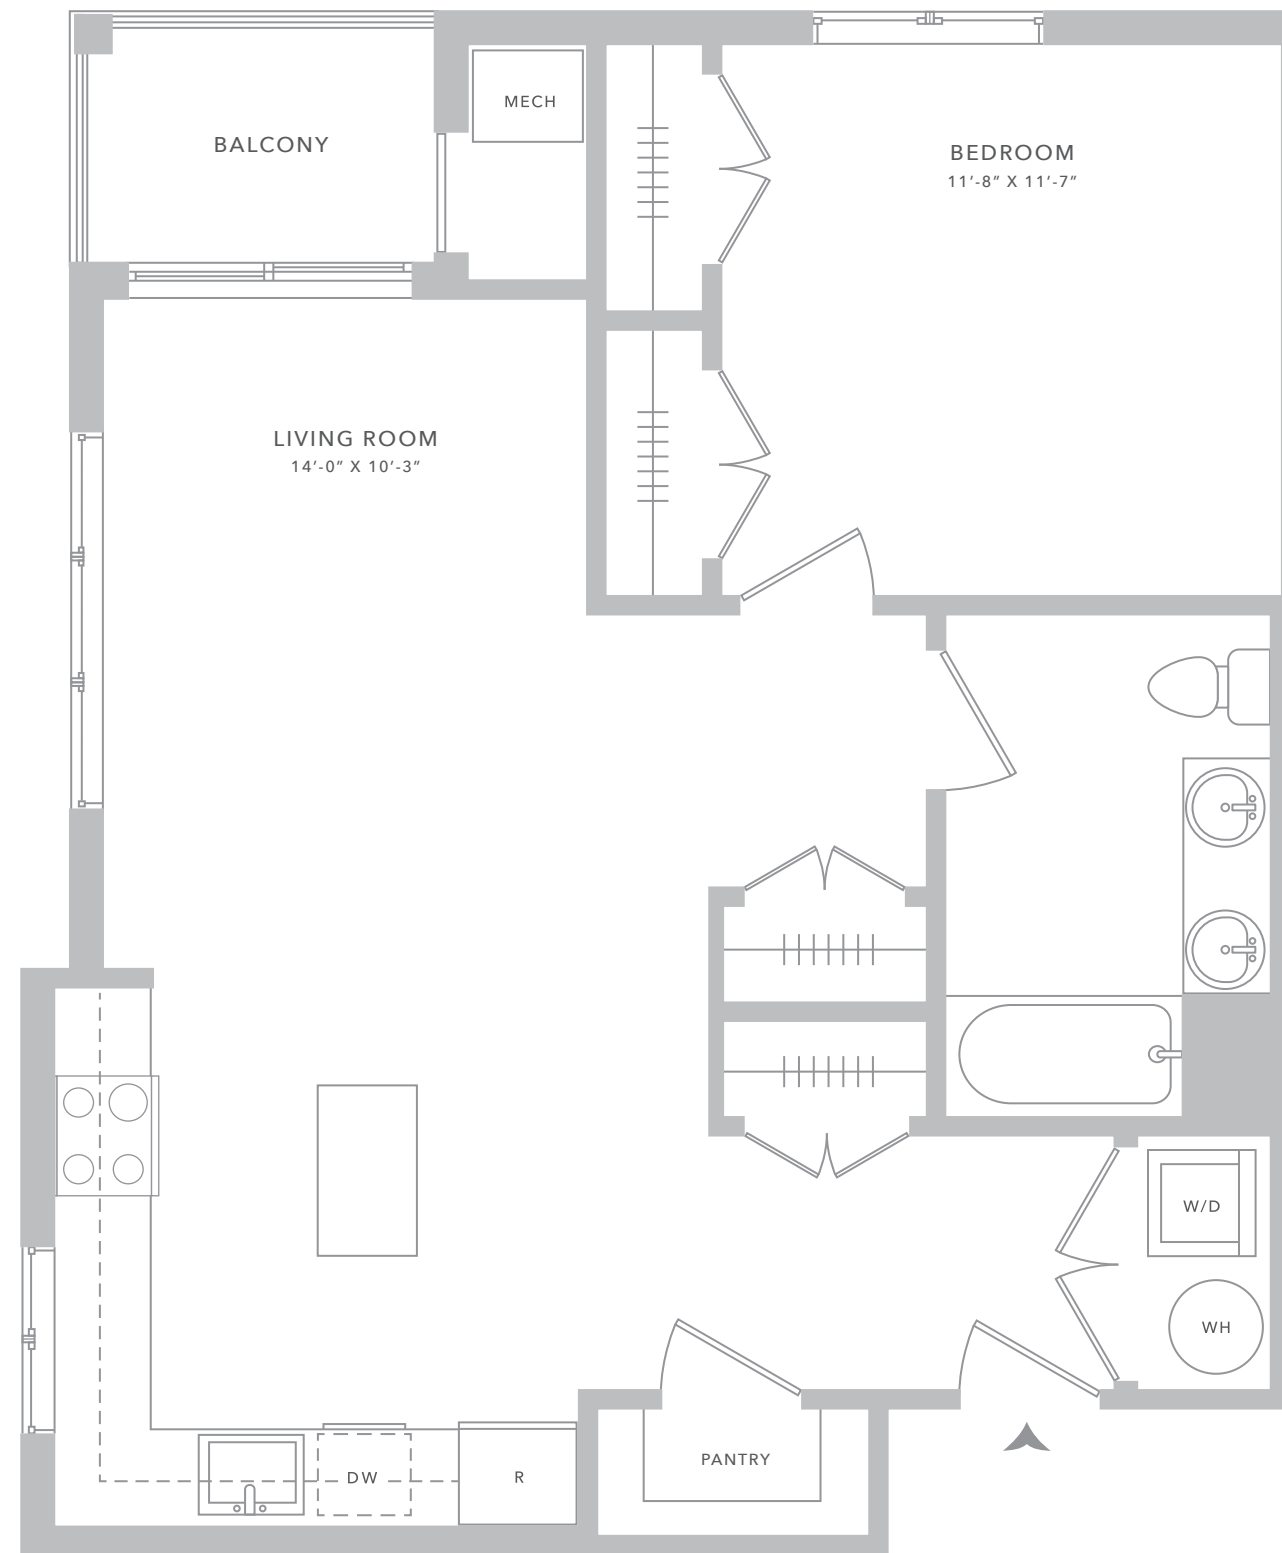 MECH
BALCONY
BEDROOM
11’-8” X 11’-7”
LIVING ROOM
14’-0” X 10’-3”
W/D
WH
PANTRY
DW
R